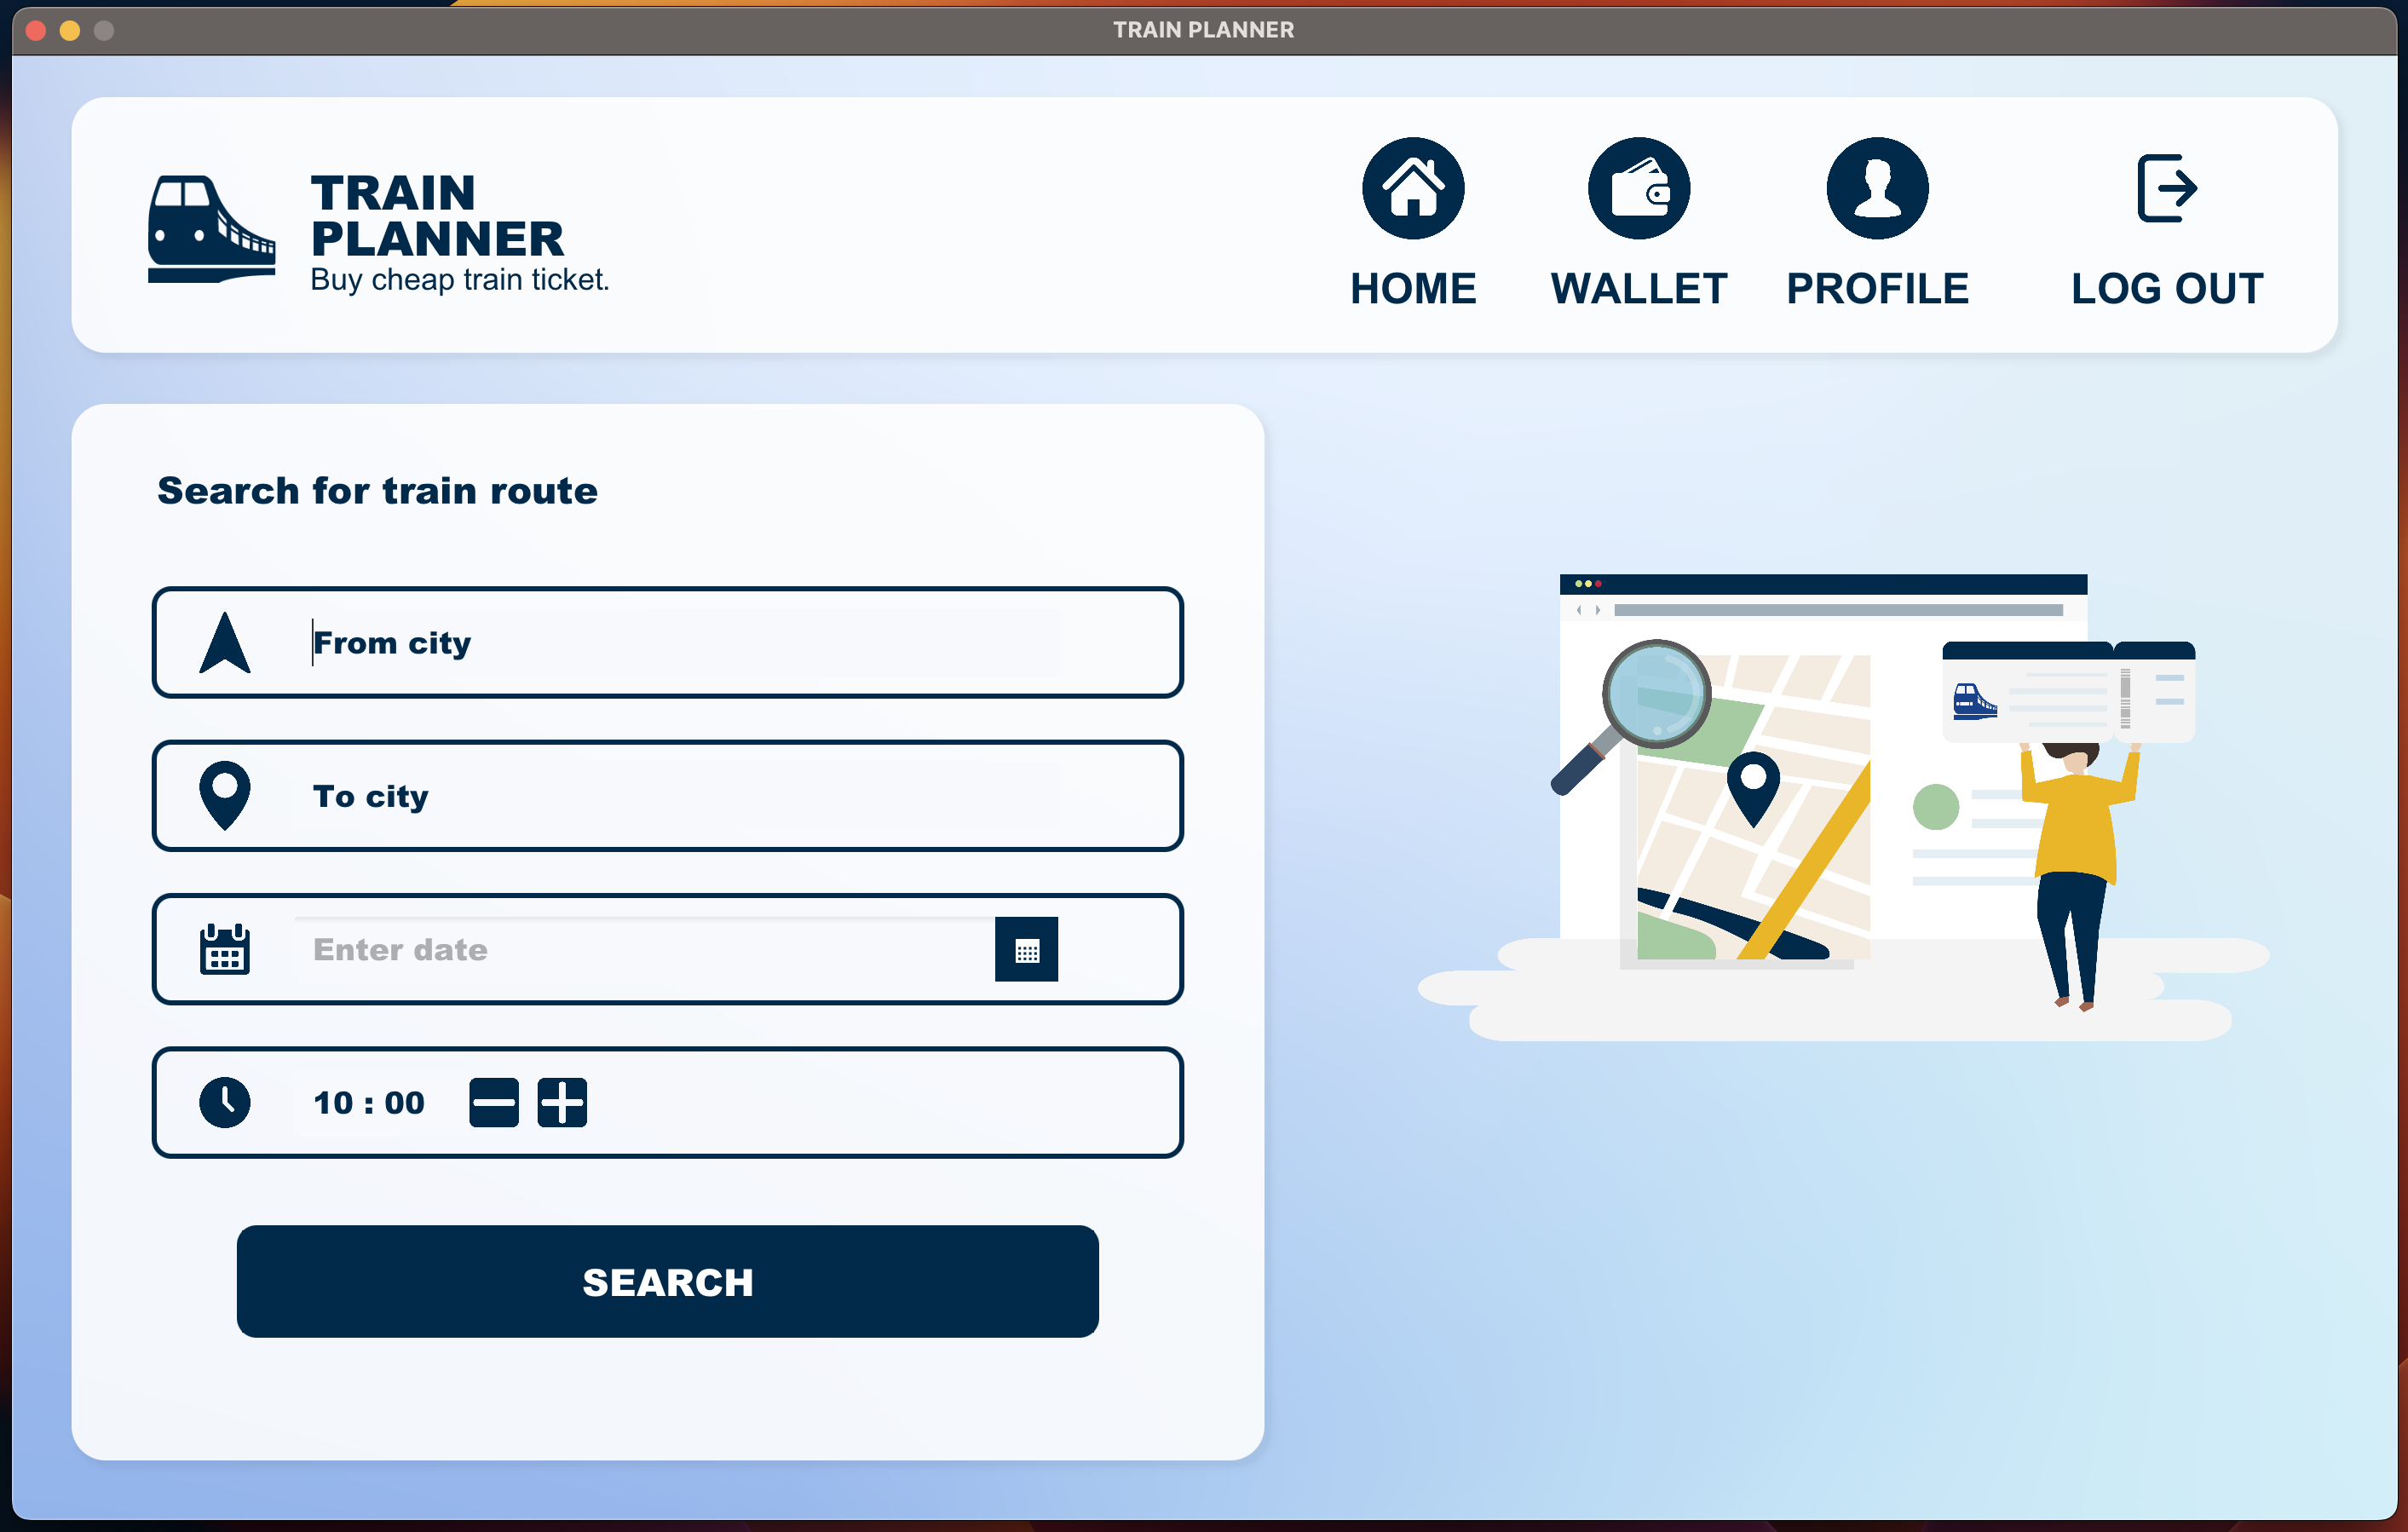 TRAIN PLANNER
TRAIN
PLANNER
Buy cheap train ticket.
HOME
WALLET
PROFILE
LOG OUT
Search for train route
From city
To city
Enter date
10 : 00
SEARCH